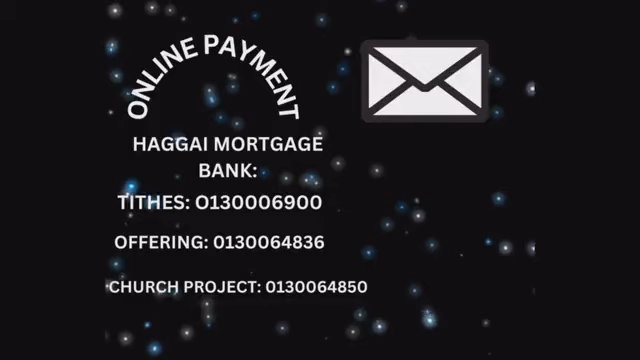 ONLINE PAYMENT
HAGGAI MORTGAGE
BANK:
TITHES: O130006900
OFFERING: 0130064836
CHURCH PROJECT: 0130064850